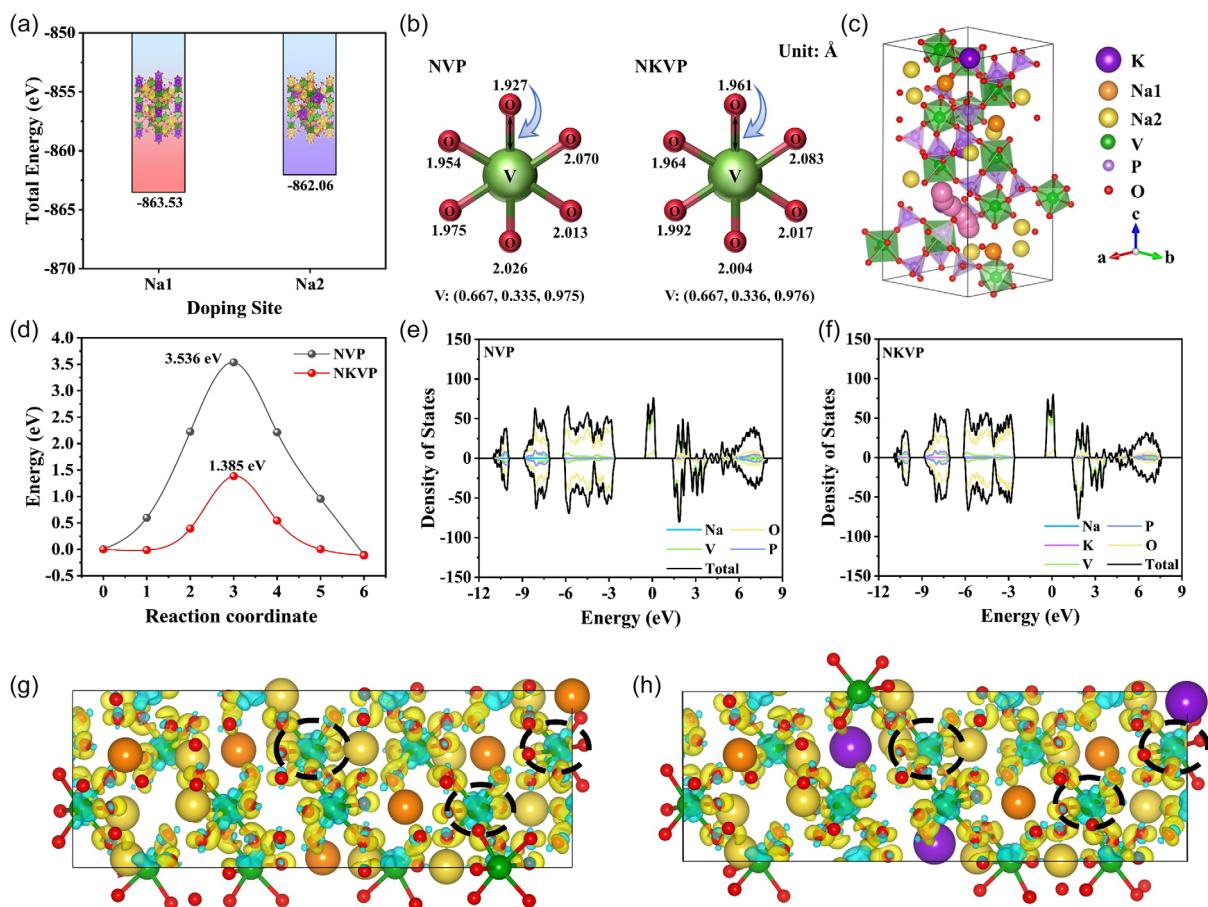 (a)
-850
-855
-860
-865
-870
Total Energy (eV)
-863.53
-862.06
Na1
Na2
Doping Site
(b)
Unit: Å
NVP
1.927
O
O
O
1.954
2.070
V
O
O
1.975
2.013
O
2.026
V: (0.667, 0.335, 0.975)
NKVP
1.961
O
O
O
1.964
2.083
V
O
O
1.992
2.017
O
2.004
V: (0.667, 0.336, 0.976)
(c)
K
Na1
Na2
V
P
O
c
a
b
(d)
4.0
3.5
3.0
2.5
2.0
1.5
1.0
0.5
0.0
-0.5
Energy (eV)
3.536 eV
1.385 eV
NVP
NKVP
0 1 2 3 4 5 6
Reaction coordinate
(e)
150
100
50
0
-50
-100
-150
Density of States
NVP
Na
O
V
P
Total
-12 -9 -6 -3 0 3 6 9
Energy (eV)
(f)
150
100
50
0
-50
-100
-150
Density of States
NKVP
Na
P
K
O
V
Total
-12 -9 -6 -3 0 3 6 9
Energy (eV)
(g)
(h)